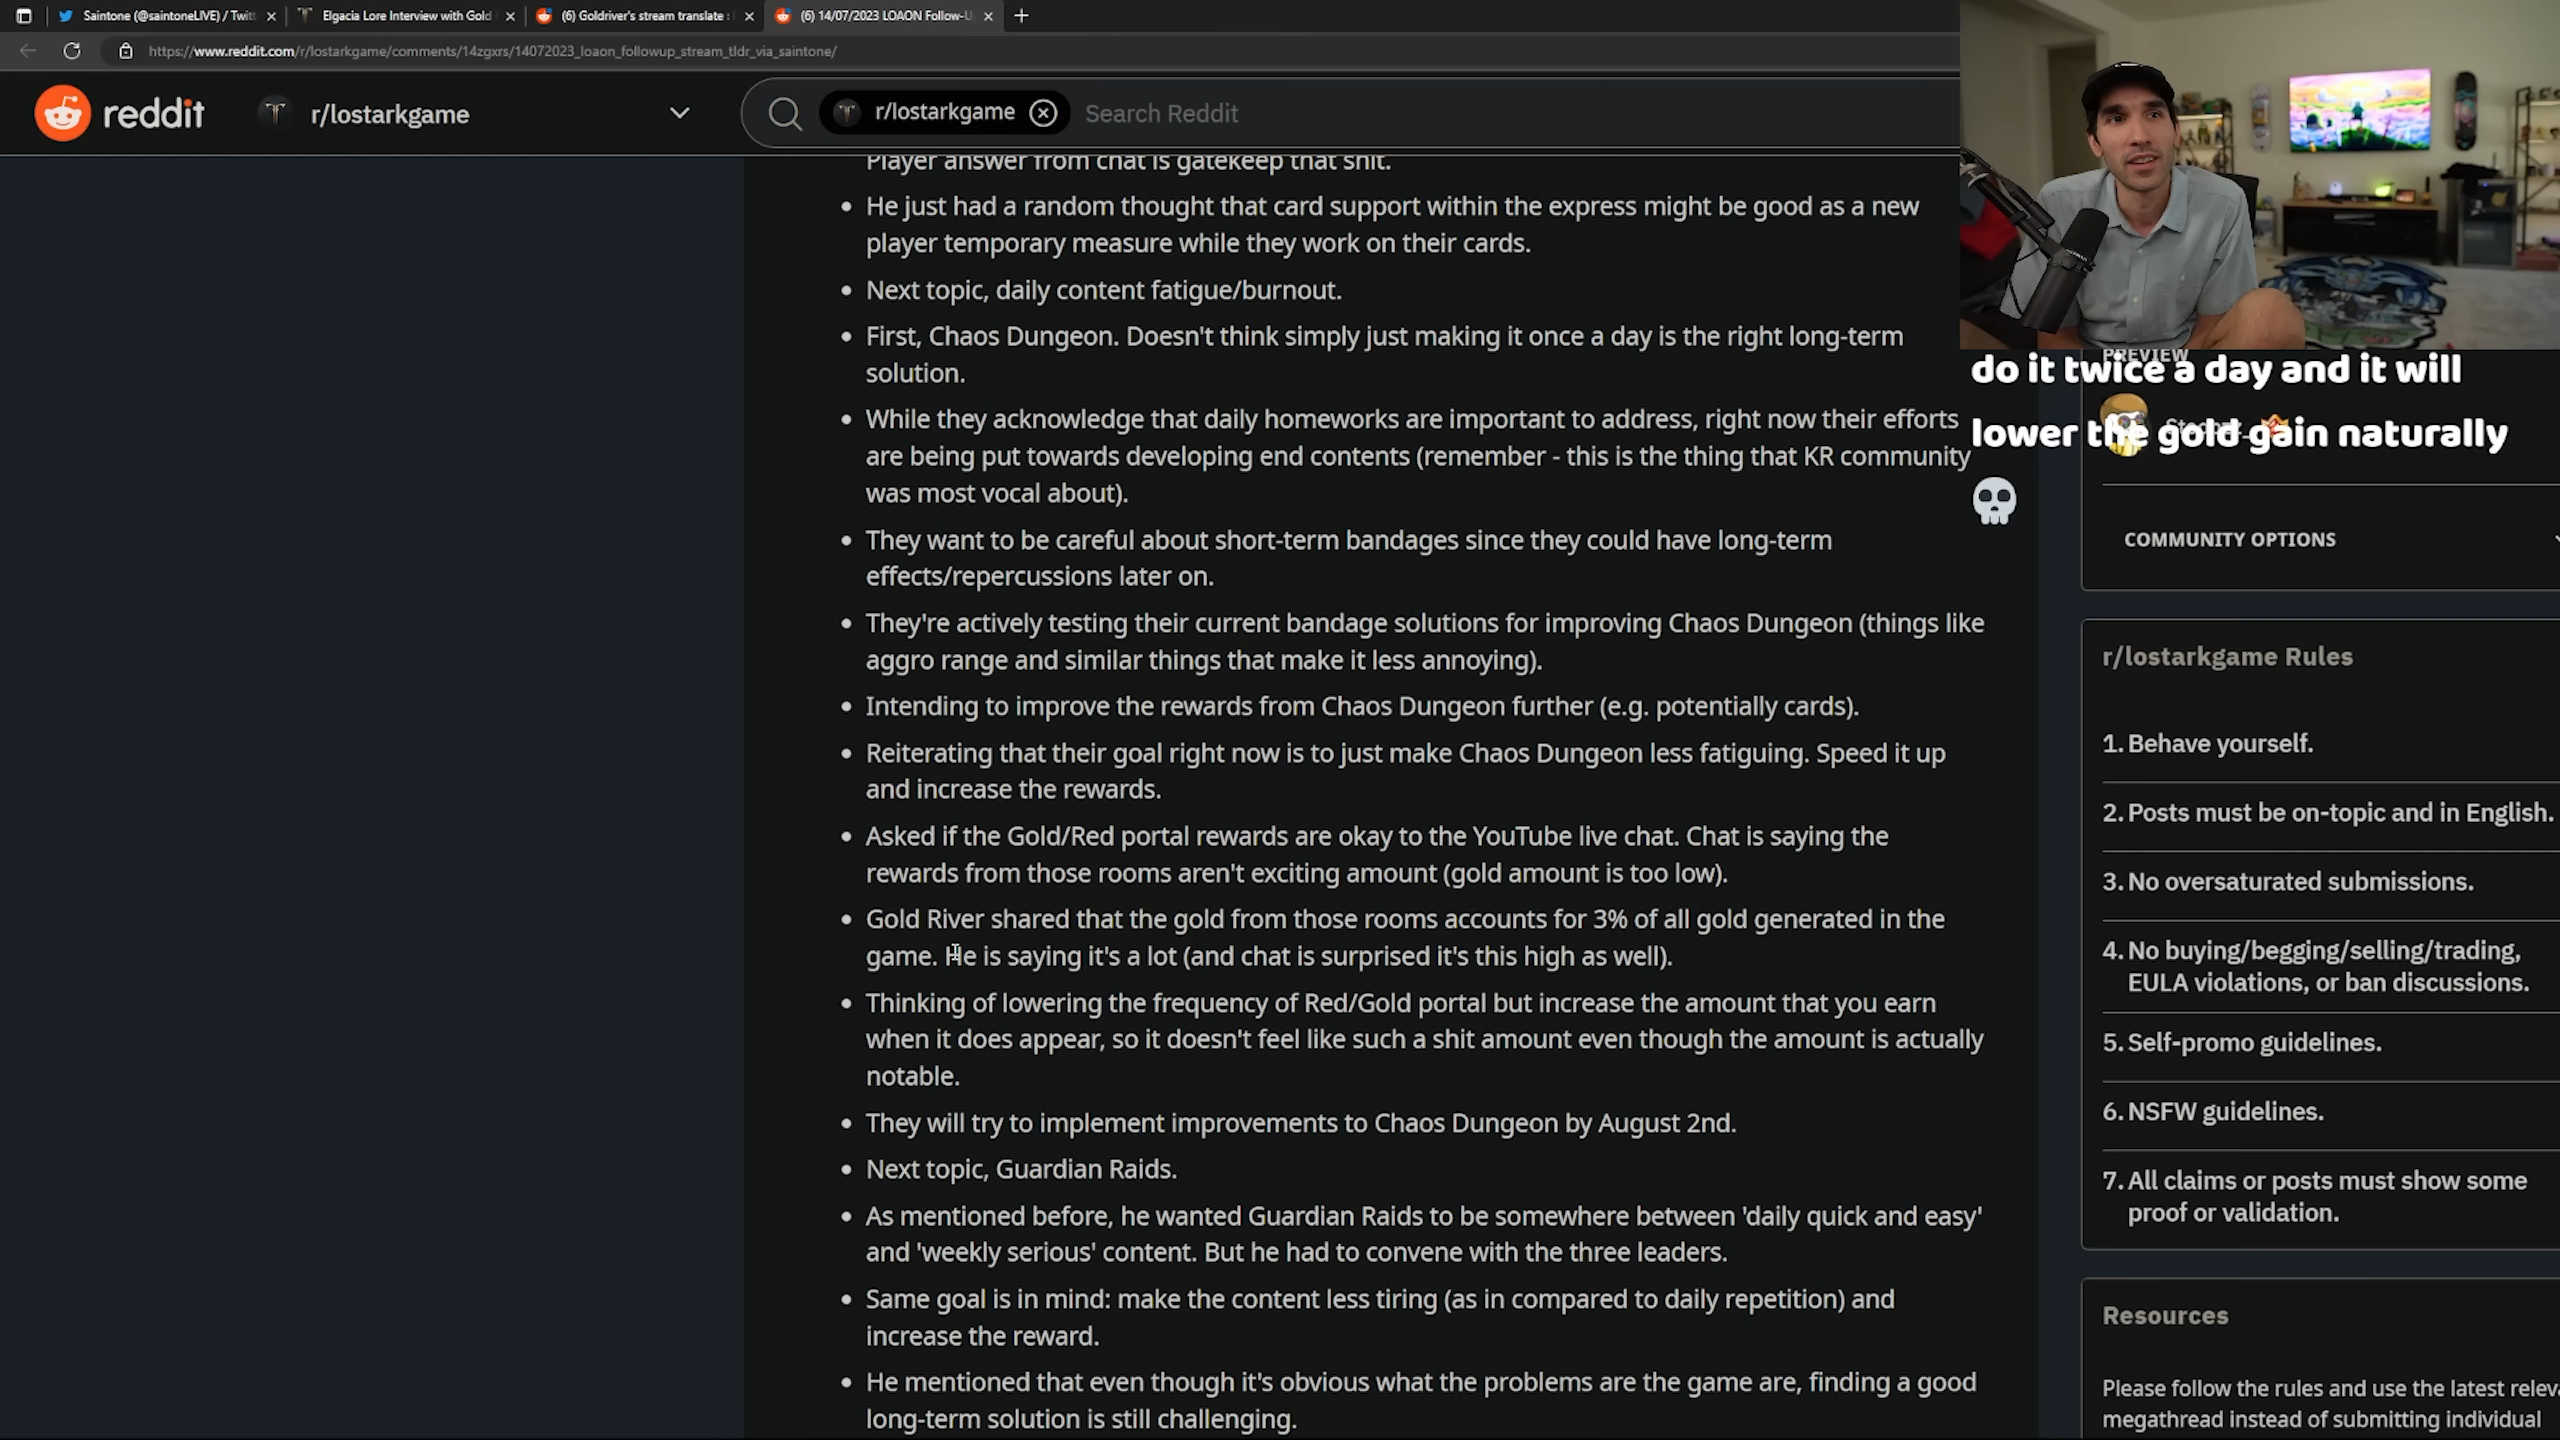 Saintone (@saintoneLIVE) / Twit
Elgacia Lore Interview with Gold
(6) Goldriver's stream translate :
(6) 14/07/2023 LOAON Follow-U
https://www.reddit.com/r/lostarkgame/comments/14zgxrs/14072023_loaon_followup_stream_tldr_via_saintone/
reddit
r/lostarkgame
r/lostarkgame
Search Reddit
Player answer from chat is gatekeep that shit.
• He just had a random thought that card support within the express might be good as a new
player temporary measure while they work on their cards.
• Next topic, daily content fatigue/burnout.
• First, Chaos Dungeon. Doesn't think simply just making it once a day is the right long-term
solution.
• While they acknowledge that daily homeworks are important to address, right now their efforts
are being put towards developing end contents (remember - this is the thing that KR community
was most vocal about).
• They want to be careful about short-term bandages since they could have long-term
effects/repercussions later on.
• They're actively testing their current bandage solutions for improving Chaos Dungeon (things like
aggro range and similar things that make it less annoying).
• Intending to improve the rewards from Chaos Dungeon further (e.g. potentially cards).
• Reiterating that their goal right now is to just make Chaos Dungeon less fatiguing. Speed it up
and increase the rewards.
• Asked if the Gold/Red portal rewards are okay to the YouTube live chat. Chat is saying the
rewards from those rooms aren't exciting amount (gold amount is too low).
• Gold River shared that the gold from those rooms accounts for 3% of all gold generated in the
game. He is saying it's a lot (and chat is surprised it's this high as well).
• Thinking of lowering the frequency of Red/Gold portal but increase the amount that you earn
when it does appear, so it doesn't feel like such a shit amount even though the amount is actually
notable.
• They will try to implement improvements to Chaos Dungeon by August 2nd.
• Next topic, Guardian Raids.
• As mentioned before, he wanted Guardian Raids to be somewhere between 'daily quick and easy'
and 'weekly serious' content. But he had to convene with the three leaders.
• Same goal is in mind: make the content less tiring (as in compared to daily repetition) and
increase the reward.
• He mentioned that even though it's obvious what the problems are the game are, finding a good
long-term solution is still challenging.
PREVIEW
do it twice a day and it will
lower the gold gain naturally
💀
COMMUNITY OPTIONS
r/lostarkgame Rules
1. Behave yourself.
2. Posts must be on-topic and in English.
3. No oversaturated submissions.
4. No buying/begging/selling/trading,
EULA violations, or ban discussions.
5. Self-promo guidelines.
6. NSFW guidelines.
7. All claims or posts must show some
proof or validation.
Resources
Please follow the rules and use the latest releva
megathread instead of submitting individual